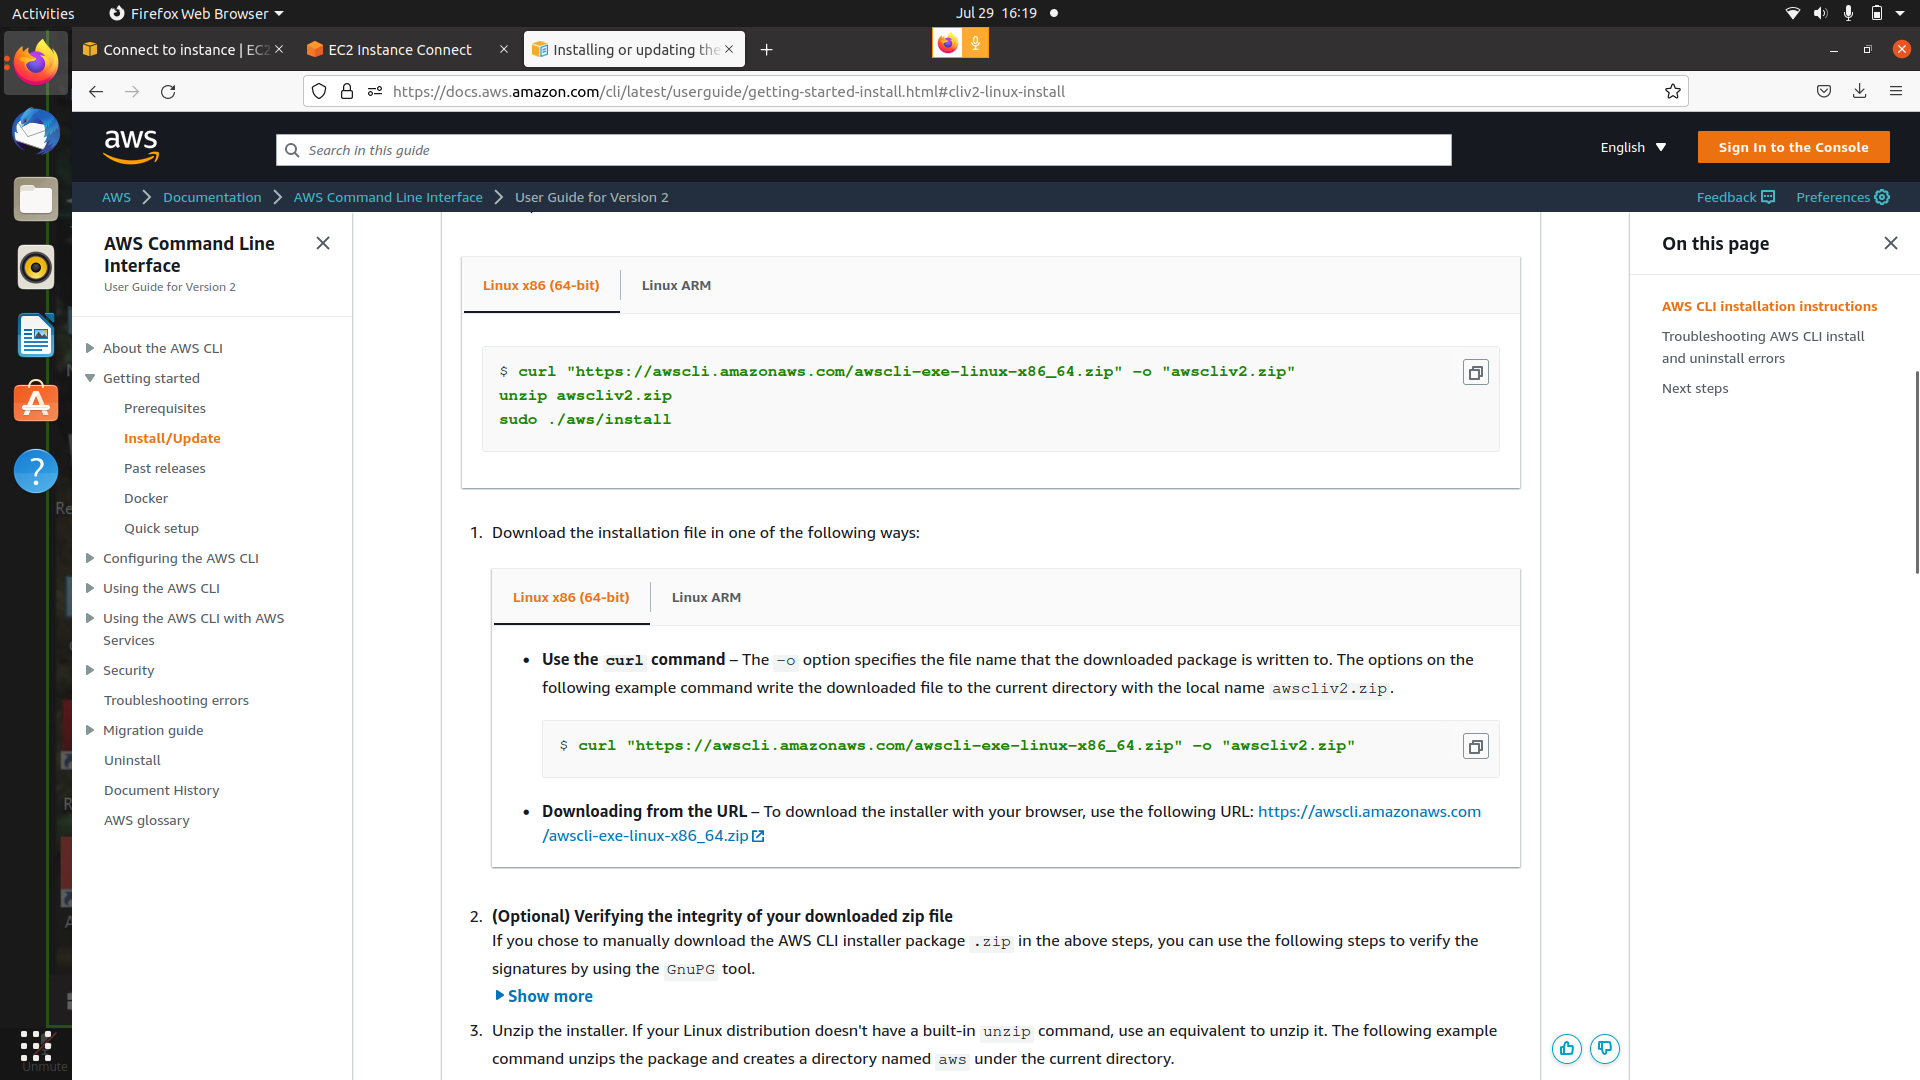 Activities
Firefox Web Browser
Jul 29 16:19
Connect to instance | EC2
EC2 Instance Connect
Installing or updating the
https://docs.aws.amazon.com/cli/latest/userguide/getting-started-install.html#cliv2-linux-install
aws
Search in this guide
English
Sign In to the Console
AWS
Documentation
AWS Command Line Interface
User Guide for Version 2
Feedback
Preferences
AWS Command Line
Interface
User Guide for Version 2
About the AWS CLI
Getting started
Prerequisites
Install/Update
Past releases
Docker
Quick setup
Configuring the AWS CLI
Using the AWS CLI
Using the AWS CLI with AWS
Services
Security
Troubleshooting errors
Migration guide
Uninstall
Document History
AWS glossary
Linux x86 (64-bit)
Linux ARM
$ curl "https://awscli.amazonaws.com/awscli-exe-linux-x86_64.zip" -o "awscliv2.zip"
unzip awscliv2.zip
sudo ./aws/install
1. Download the installation file in one of the following ways:
Linux x86 (64-bit)
Linux ARM
• Use the curl command – The -o option specifies the file name that the downloaded package is written to. The options on the
following example command write the downloaded file to the current directory with the local name awscliv2.zip.
$ curl "https://awscli.amazonaws.com/awscli-exe-linux-x86_64.zip" -o "awscliv2.zip"
• Downloading from the URL – To download the installer with your browser, use the following URL: https://awscli.amazonaws.com
/awscli-exe-linux-x86_64.zip
2. (Optional) Verifying the integrity of your downloaded zip file
If you chose to manually download the AWS CLI installer package .zip in the above steps, you can use the following steps to verify the
signatures by using the GnuPG tool.
Show more
3. Unzip the installer. If your Linux distribution doesn't have a built-in unzip command, use an equivalent to unzip it. The following example
command unzips the package and creates a directory named aws under the current directory.
On this page
AWS CLI installation instructions
Troubleshooting AWS CLI install
and uninstall errors
Next steps
Re
Unmute